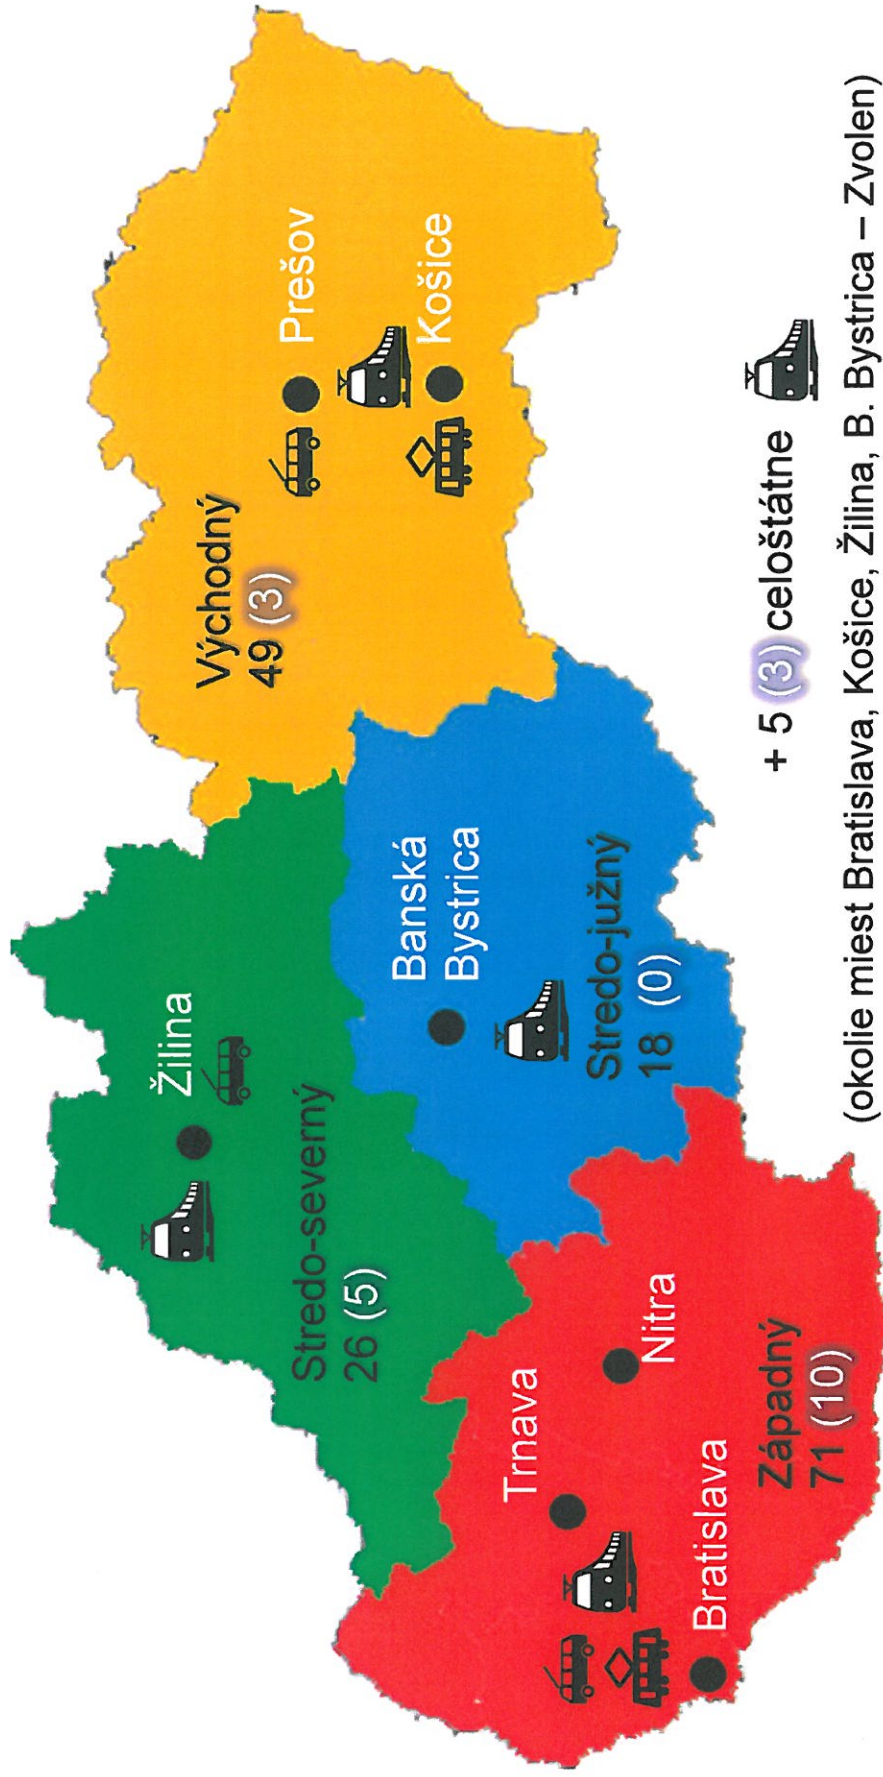 Žilina
Stredo-severný
26 (5)
Východný
49 (3)
Prešov
Košice
Banská
Bystrica
Stredo-južný
18 (0)
Trnava
Nitra
Bratislava
Západný
71 (10)
+ 5 (3) celoštátne
(okolie miest Bratislava, Košice, Žilina, B. Bystrica – Zvolen)